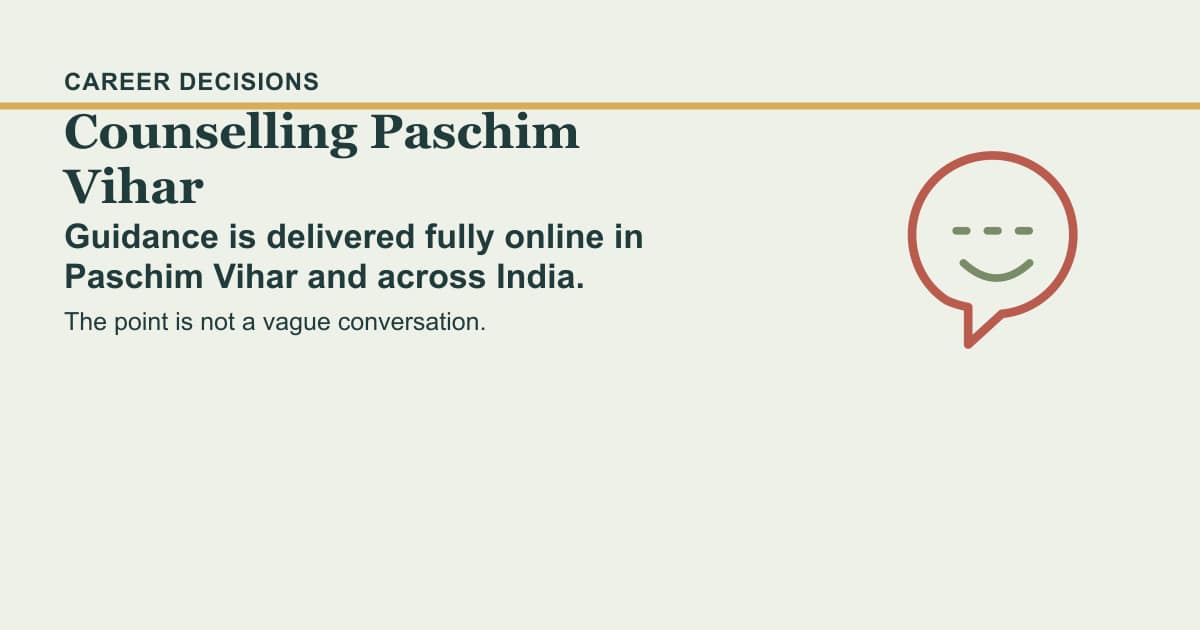 CAREER DECISIONS
Counselling Paschim
Vihar
Guidance is delivered fully online in
Paschim Vihar and across India.
The point is not a vague conversation.